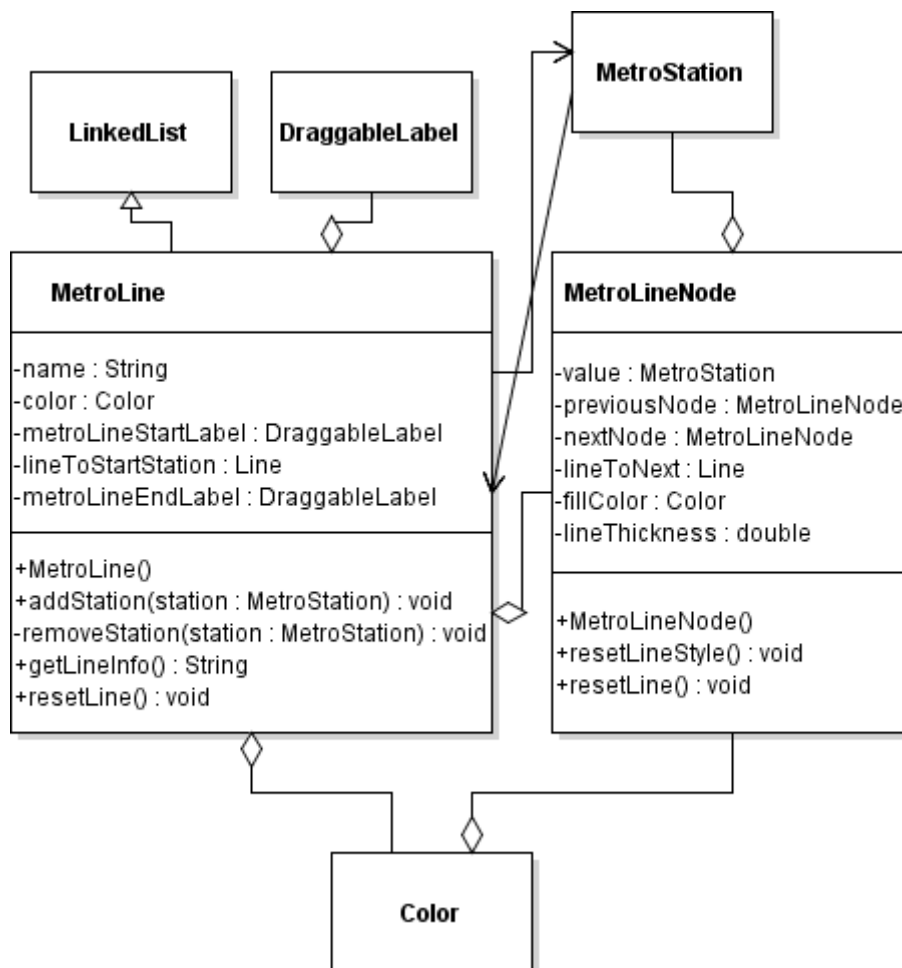 MetroStation
LinkedList
DraggableLabel
MetroLine
-name : String
-color : Color
-metroLineStartLabel : DraggableLabel
-lineToStartStation : Line
-metroLineEndLabel : DraggableLabel
+MetroLine()
+addStation(station : MetroStation) : void
-removeStation(station : MetroStation) : void
+getLineInfo() : String
+resetLine() : void
MetroLineNode
-value : MetroStation
-previousNode : MetroLineNode
-nextNode : MetroLineNode
-lineToNext : Line
-fillColor : Color
-lineThickness : double
+MetroLineNode()
+resetLineStyle() : void
+resetLine() : void
Color